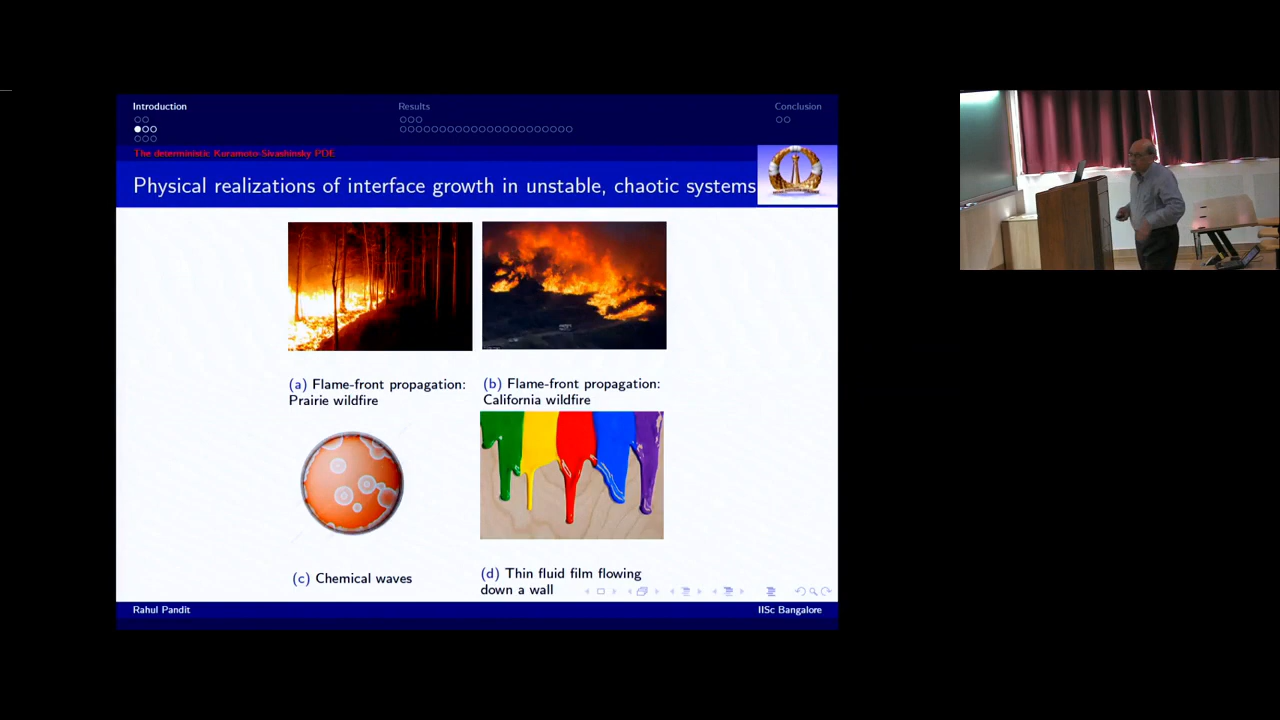 Introduction
Results
Conclusion
The deterministic Kuramoto-Sivashinsky PDE
Physical realizations of interface growth in unstable, chaotic systems
(a) Flame-front propagation:
Prairie wildfire
(b) Flame-front propagation:
California wildfire
(c) Chemical waves
(d) Thin fluid film flowing
down a wall
Rahul Pandit
IISc Bangalore